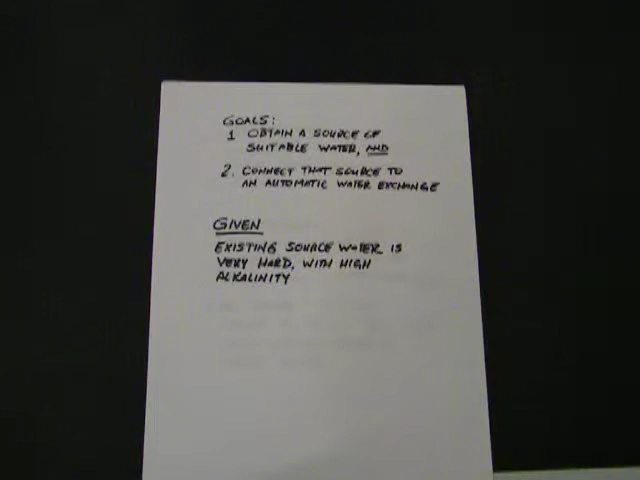 GOALS:
1 OBTAIN A SOURCE OF
SUITABLE WATER, AND
2. CONNECT THAT SOURCE TO
AN AUTOMATIC WATER EXCHANGE
GIVEN
EXISTING SOURCE WATER IS
VERY HARD, WITH HIGH
ALKALINITY